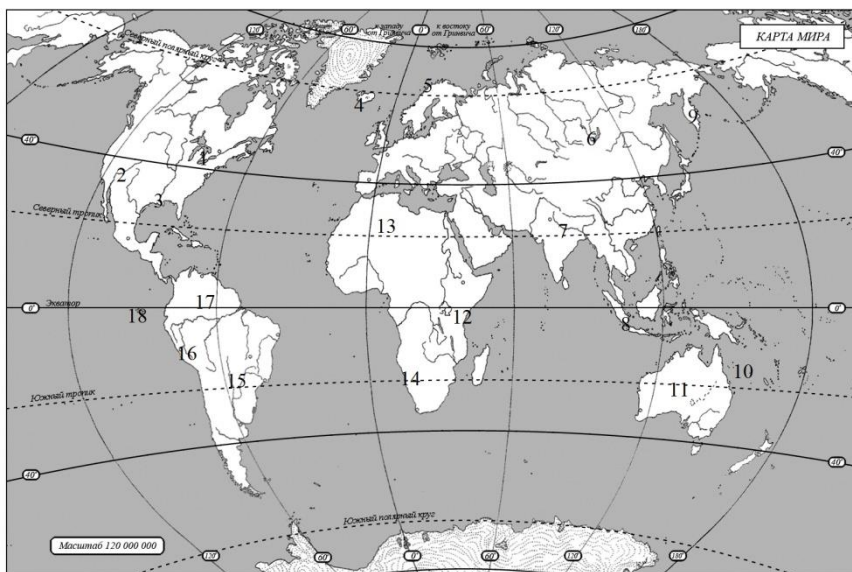 120° 60° к западу 0° к востоку 60° 120° 180°
от Гринвича от Гринвича
КАРТА МИРА
Северный полярный круг
5
4
9
40° 6 40°
1
2
3
Северный тропик
13 7
17
0° Экватор 0°
18 12 8
16
10
15 14 11
Южный тропик
40° 40°
Южный полярный круг
Масштаб 120 000 000
120° 60° 0° 60° 120° 180°